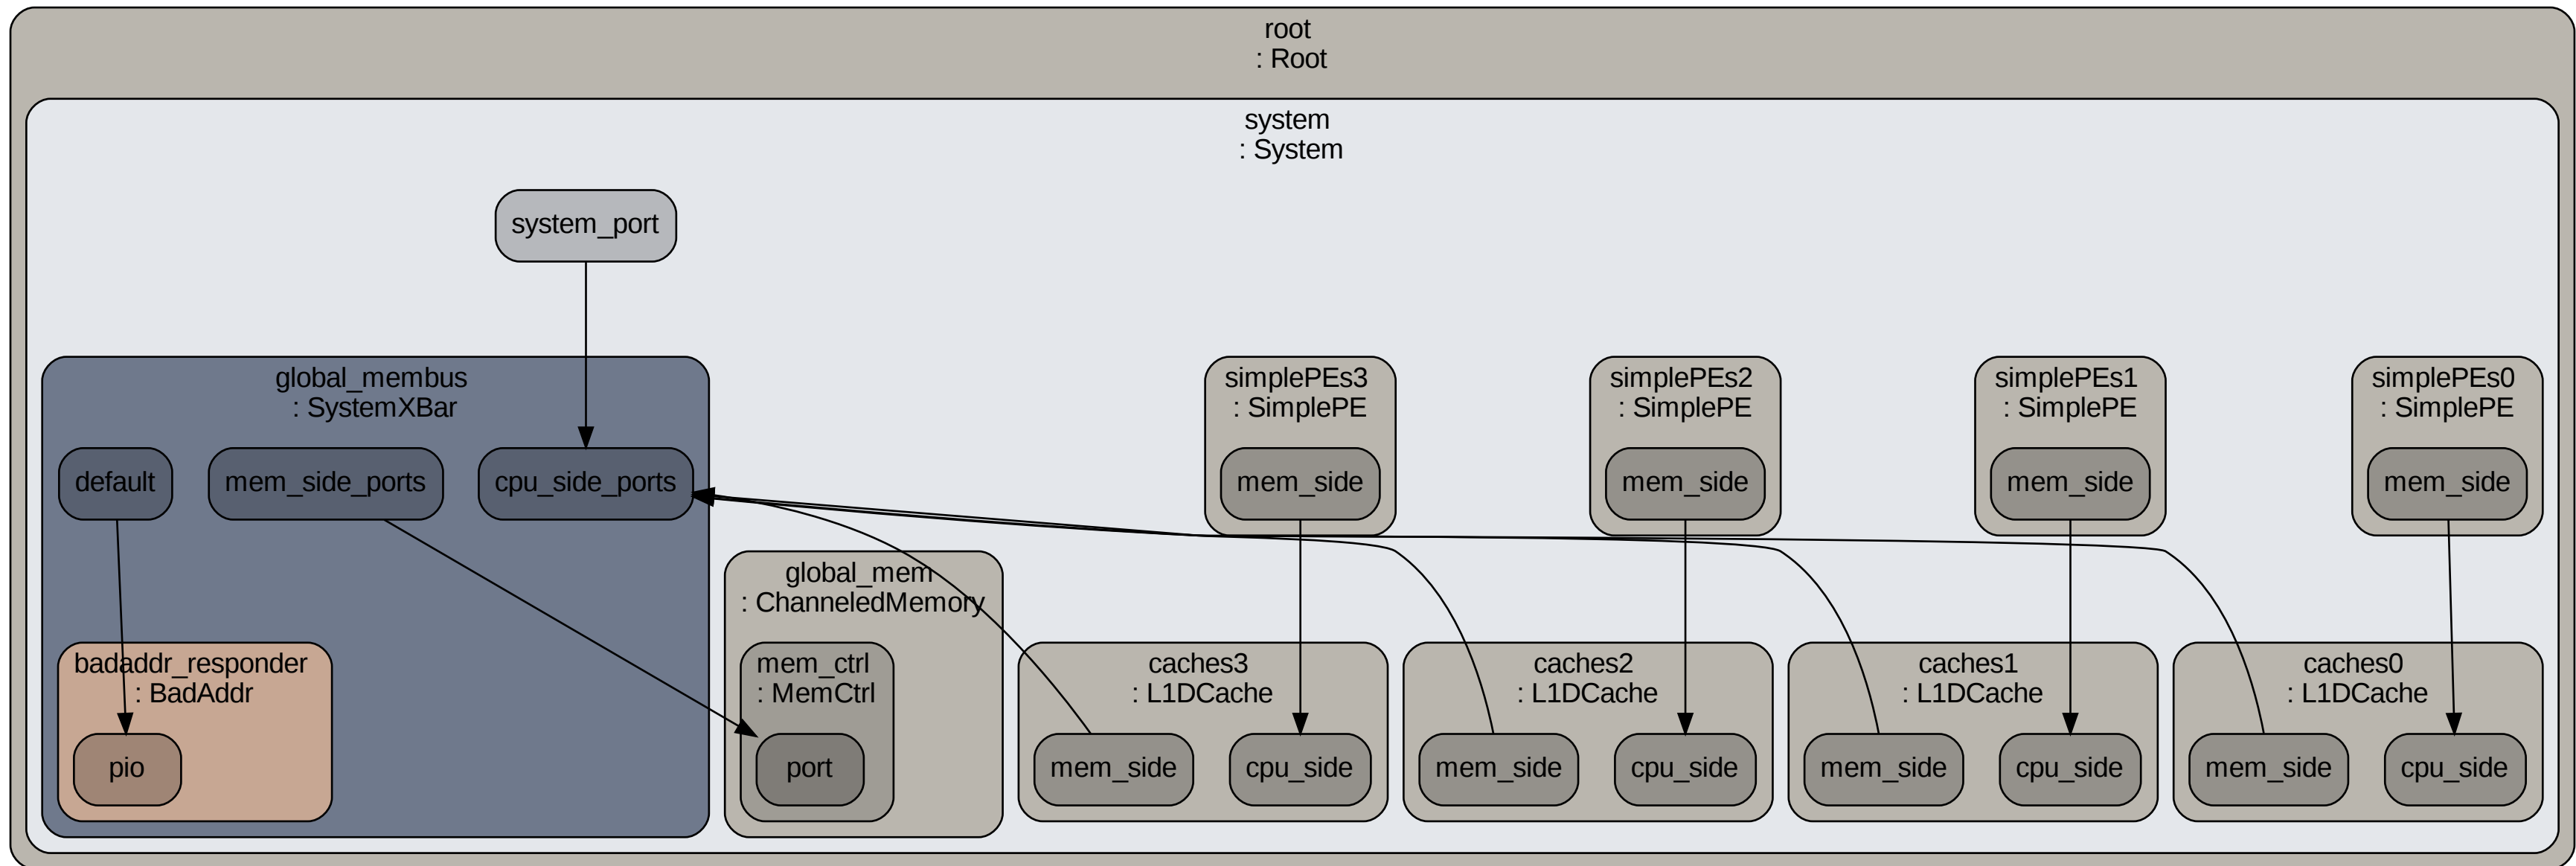 root
: Root
system
: System
system_port
global_membus
: SystemXBar
default
mem_side_ports
cpu_side_ports
badaddr_responder
: BadAddr
pio
global_mem
: ChanneledMemory
mem_ctrl
: MemCtrl
port
simplePEs3
: SimplePE
mem_side
simplePEs2
: SimplePE
mem_side
simplePEs1
: SimplePE
mem_side
simplePEs0
: SimplePE
mem_side
caches3
: L1DCache
mem_side
cpu_side
caches2
: L1DCache
mem_side
cpu_side
caches1
: L1DCache
mem_side
cpu_side
caches0
: L1DCache
mem_side
cpu_side